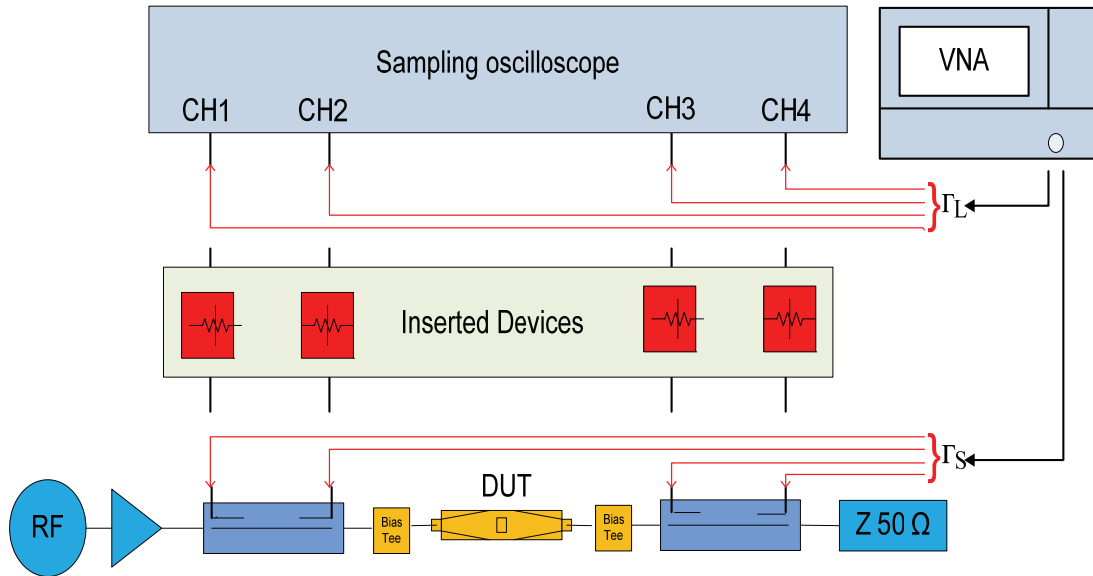 Sampling oscilloscope
VNA
CH1
CH2
CH3
CH4
ΓL
Inserted Devices
ΓS
DUT
RF
Bias
Tee
Bias
Tee
Z 50 Ω